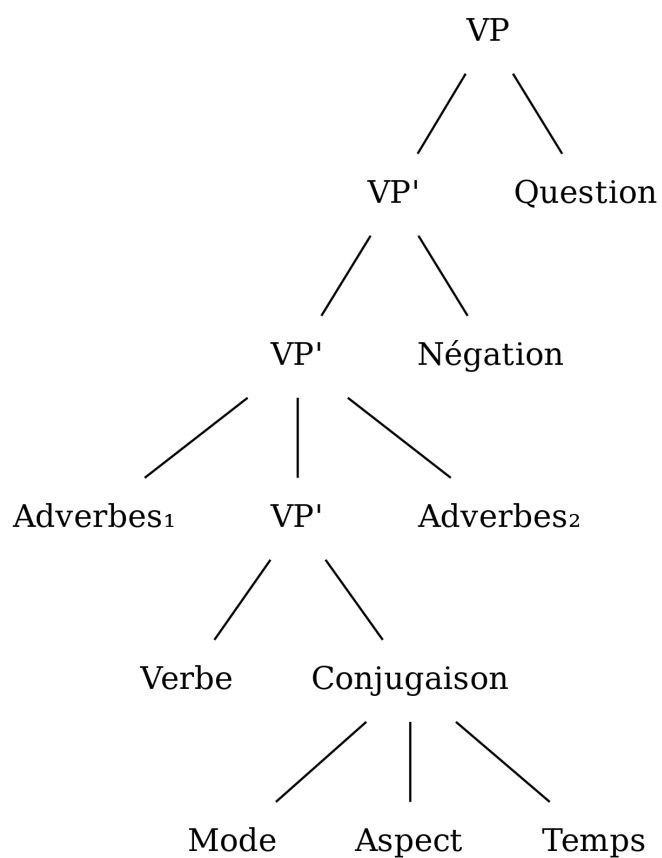 VP
VP' Question
VP' Négation
Adverbes₁ VP' Adverbes₂
Verbe Conjugaison
Mode Aspect Temps